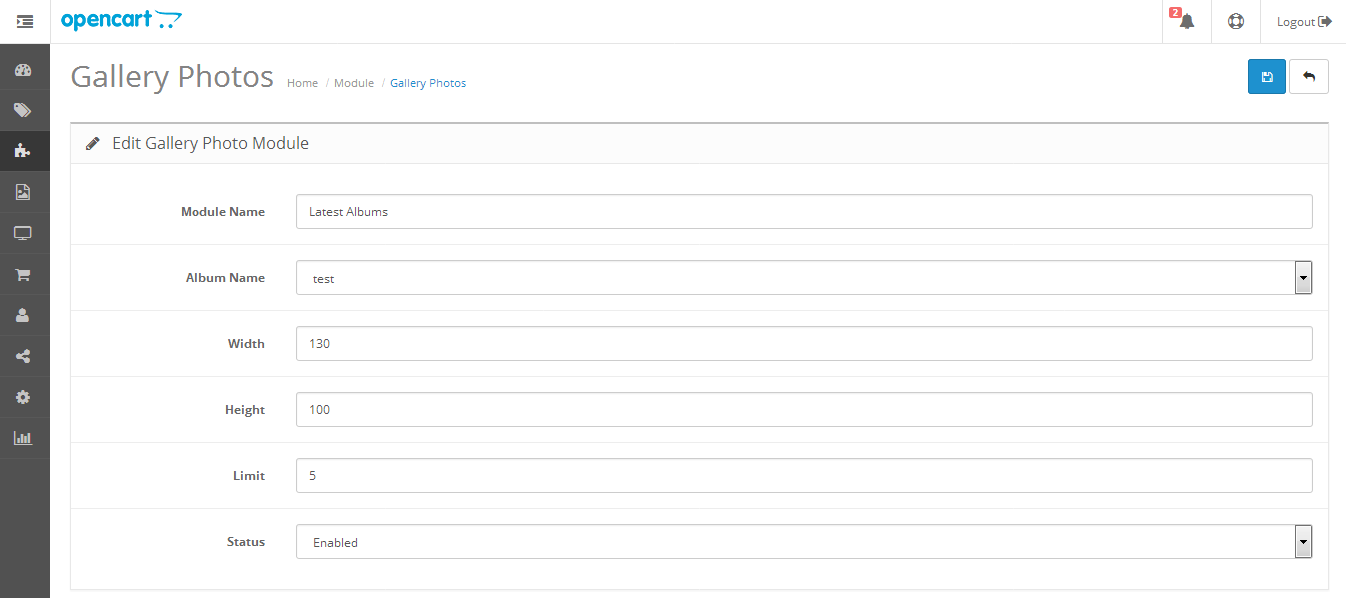 opencart
2
Logout
Gallery Photos Home / Module / Gallery Photos
Edit Gallery Photo Module
Module Name Latest Albums
Album Name test
Width 130
Height 100
Limit 5
Status Enabled